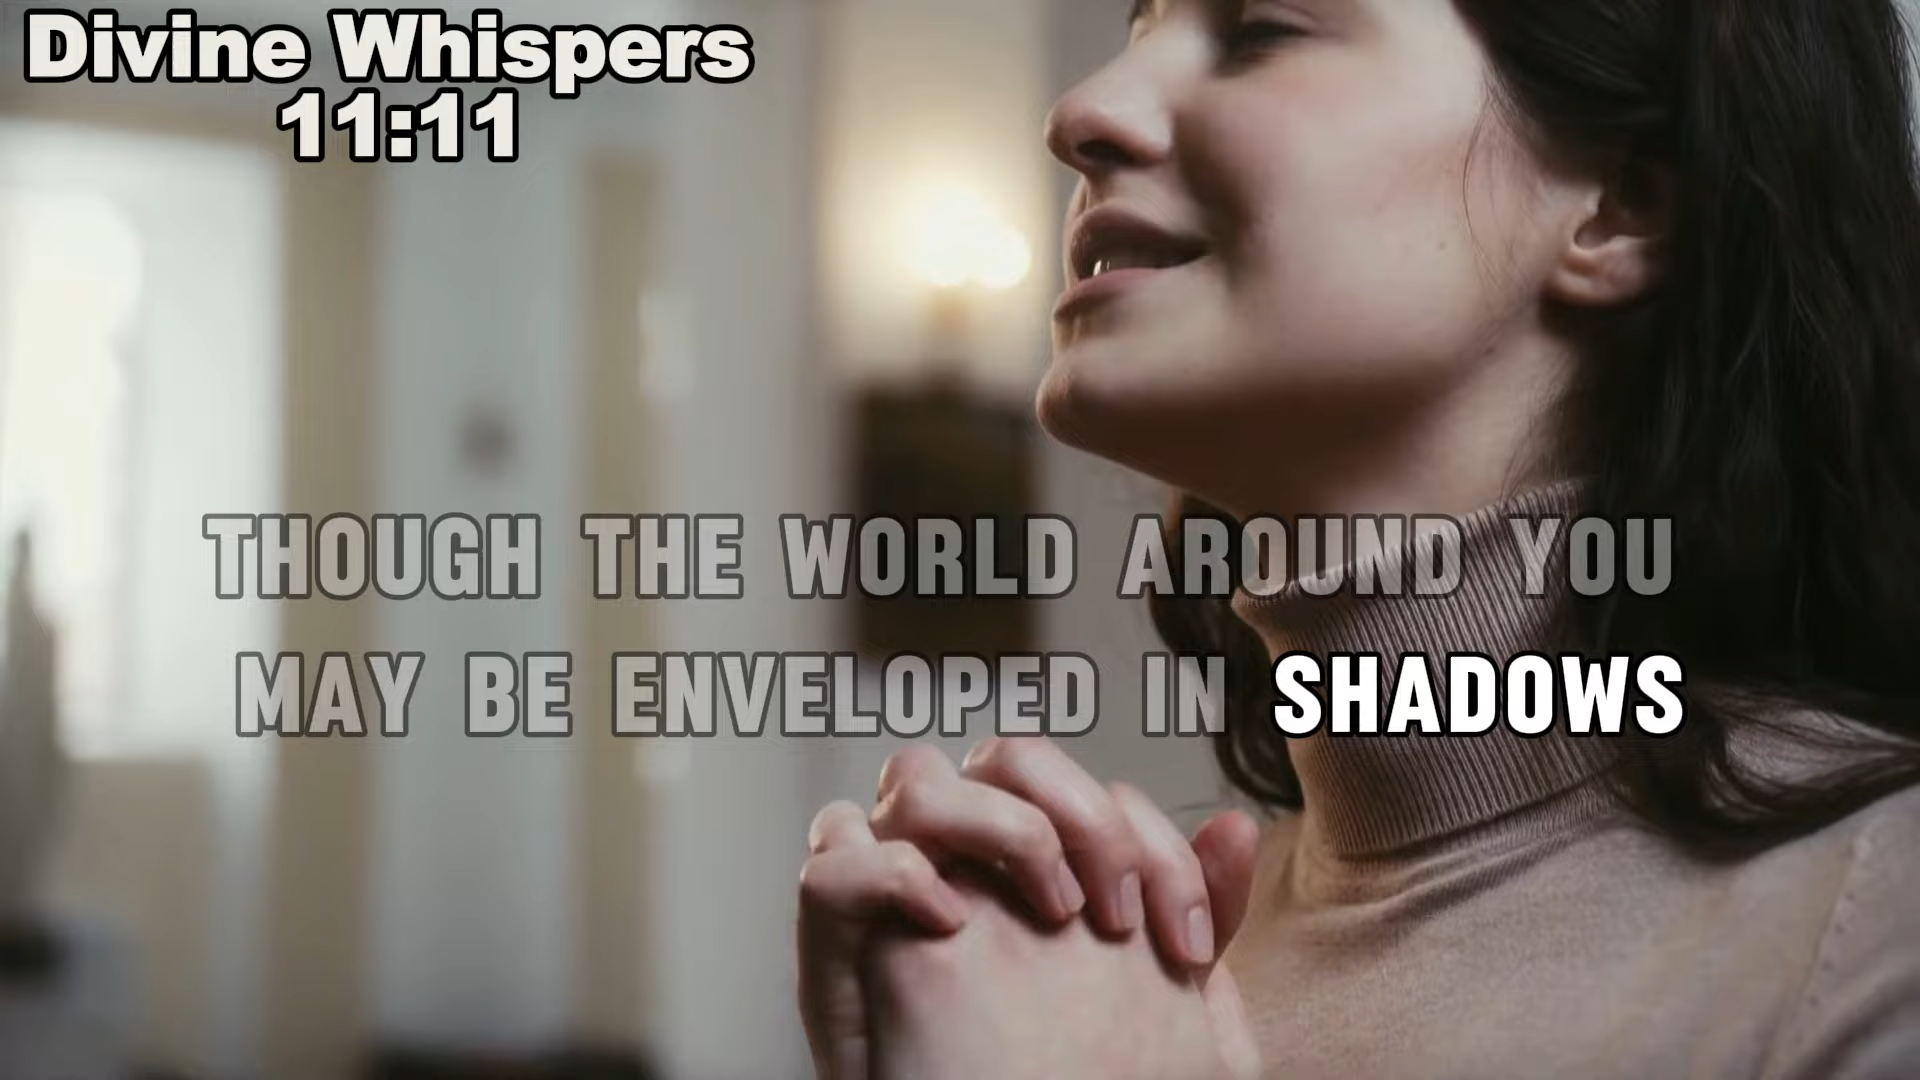 Divine Whispers
11:11
THOUGH THE WORLD AROUND YOU
MAY BE ENVELOPED IN SHADOWS